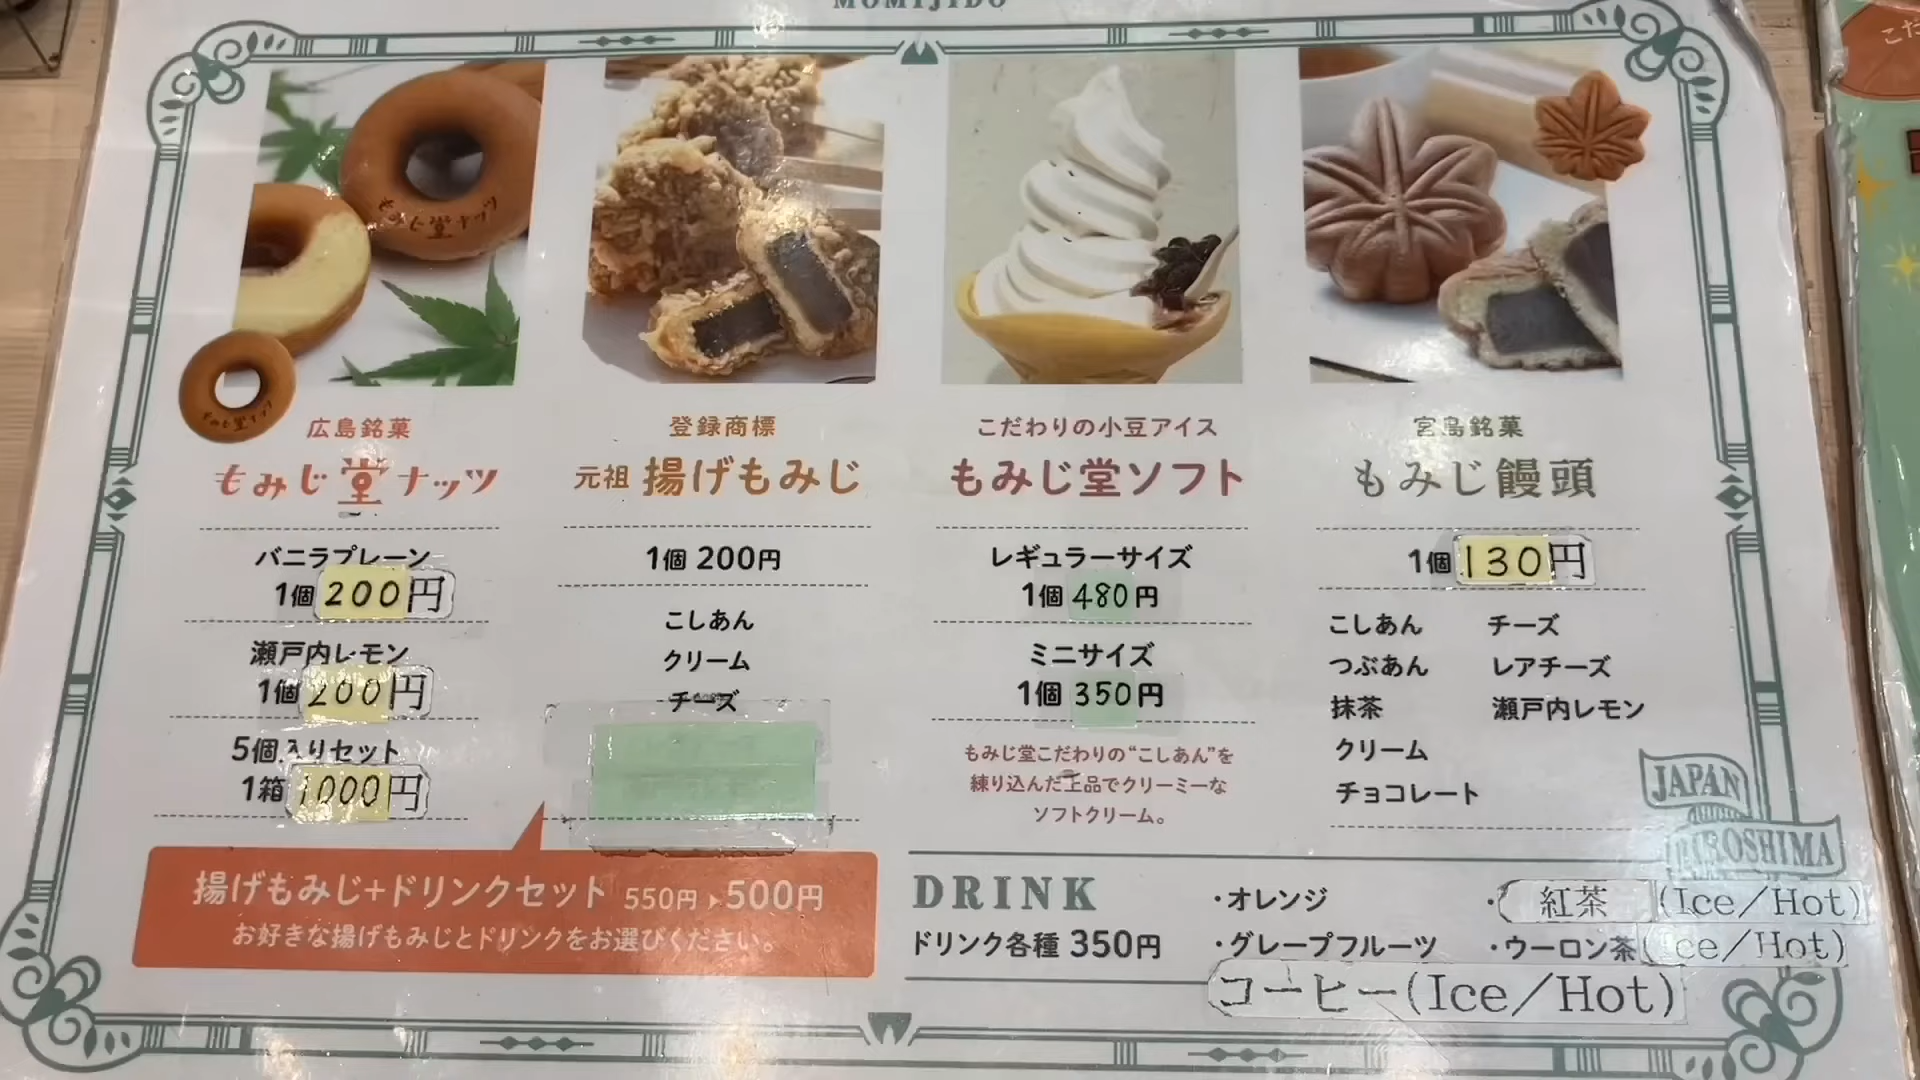 MOMIJIDO
広島銘菓
もみじ堂ナッツ
バニラプレーン
1個 200円
瀬戸内レモン
1個 200円
5個入りセット
1箱 1000円
登録商標
元祖 揚げもみじ
1個 200円
こしあん
クリーム
チーズ
こだわりの小豆アイス
もみじ堂ソフト
レギュラーサイズ
1個 480円
ミニサイズ
1個 350円
もみじ堂こだわりの“こしあん”を
練り込んだ上品でクリーミーな
ソフトクリーム。
宮島銘菓
もみじ饅頭
1個 130円
こしあん チーズ
つぶあん レアチーズ
抹茶 瀬戸内レモン
クリーム
チョコレート
JAPAN
HIROSHIMA
揚げもみじ+ドリンクセット 550円 ▸ 500円
お好きな揚げもみじとドリンクをお選びください。
DRINK
ドリンク各種 350円
・オレンジ ・紅茶 (Ice/Hot)
・グレープフルーツ ・ウーロン茶(Ice/Hot)
コーヒー(Ice/Hot)